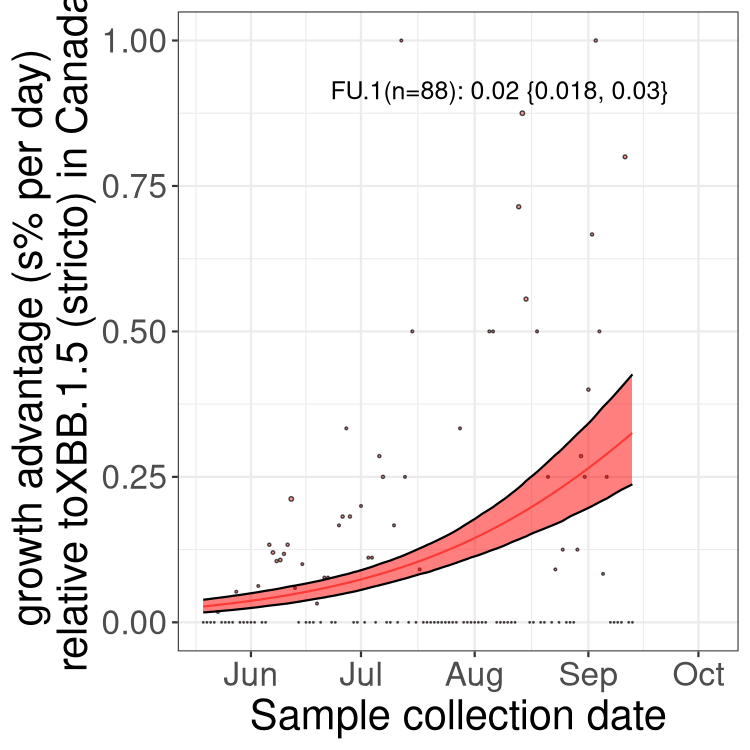 growth advantage (s% per day)
relative toXBB.1.5 (stricto) in Canada
1.00
0.75
0.50
0.25
0.00
FU.1(n=88): 0.02 {0.018, 0.03}
Jun Jul Aug Sep Oct
Sample collection date